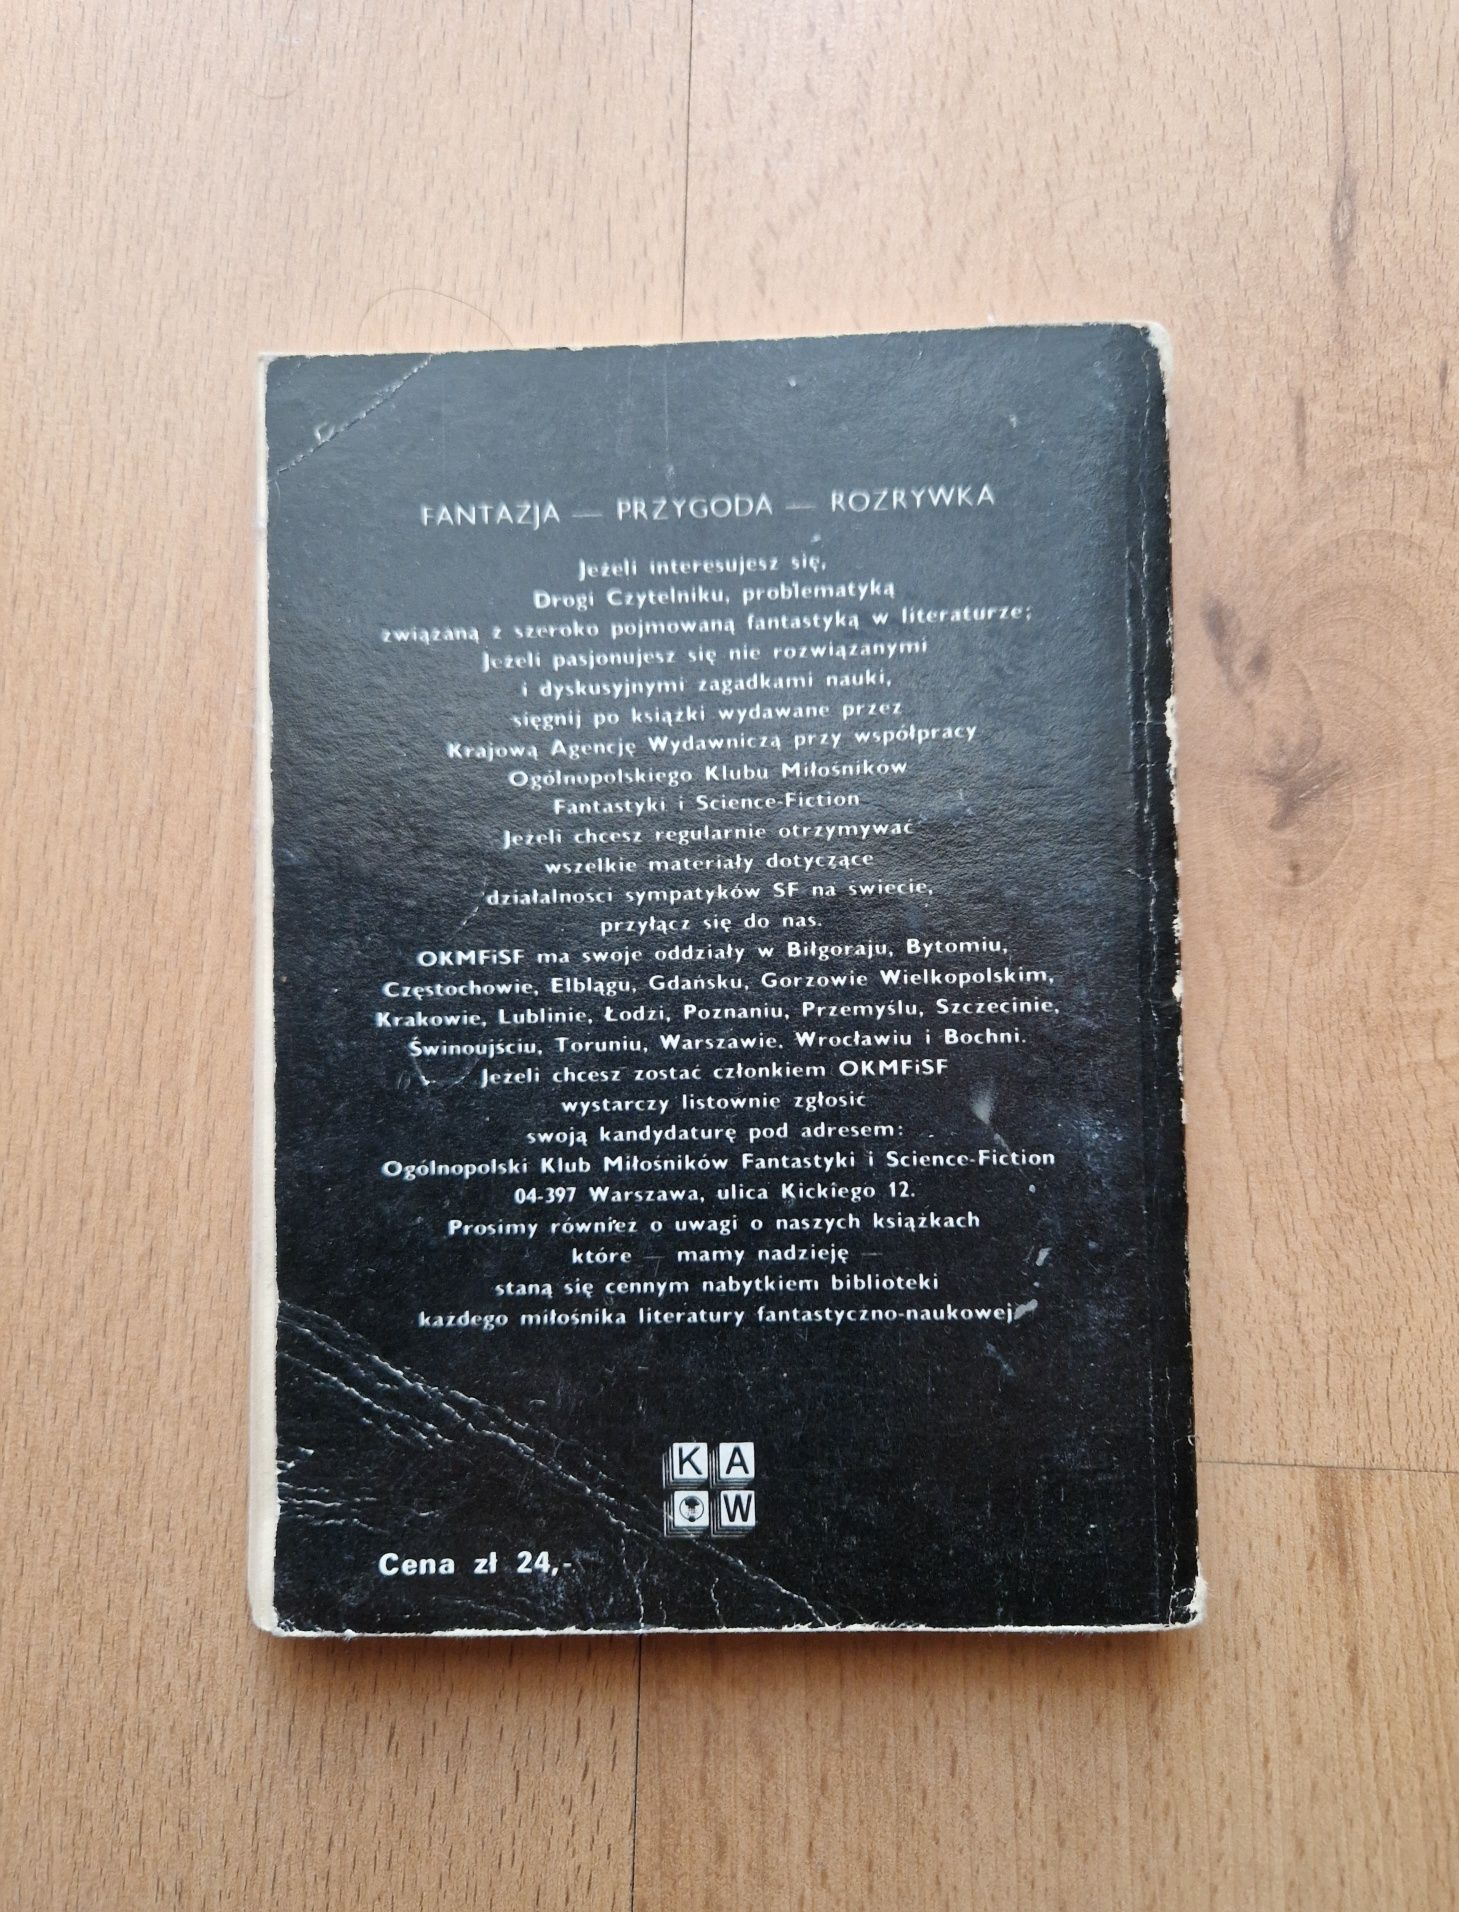 FANTAZJA — PRZYGODA — ROZRYWKA
Jeżeli interesujesz się,
Drogi Czytelniku, problematyką
związaną z szeroko pojmowaną fantastyką w literaturze;
Jeżeli pasjonujesz się nie rozwiązanymi
i dyskusyjnymi zagadkami nauki,
sięgnij po książki wydawane przez
Krajową Agencję Wydawniczą przy współpracy
Ogólnopolskiego Klubu Miłośników
Fantastyki i Science-Fiction
Jeżeli chcesz regularnie otrzymywać
wszelkie materiały dotyczące
działalności sympatyków SF na świecie,
przyłącz się do nas.
OKMFiSF ma swoje oddziały w Biłgoraju, Bytomiu,
Częstochowie, Elblągu, Gdańsku, Gorzowie Wielkopolskim,
Krakowie, Lublinie, Łodzi, Poznaniu, Przemyślu, Szczecinie,
Świnoujściu, Toruniu, Warszawie, Wrocławiu i Bochni.
Jeżeli chcesz zostać członkiem OKMFiSF
wystarczy listownie zgłosić
swoją kandydaturę pod adresem:
Ogólnopolski Klub Miłośników Fantastyki i Science-Fiction
04-397 Warszawa, ulica Kickiego 12.
Prosimy również o uwagi o naszych książkach
które — mamy nadzieję —
staną się cennym nabytkiem biblioteki
każdego miłośnika literatury fantastyczno-naukowej
K A
W
Cena zł 24,-